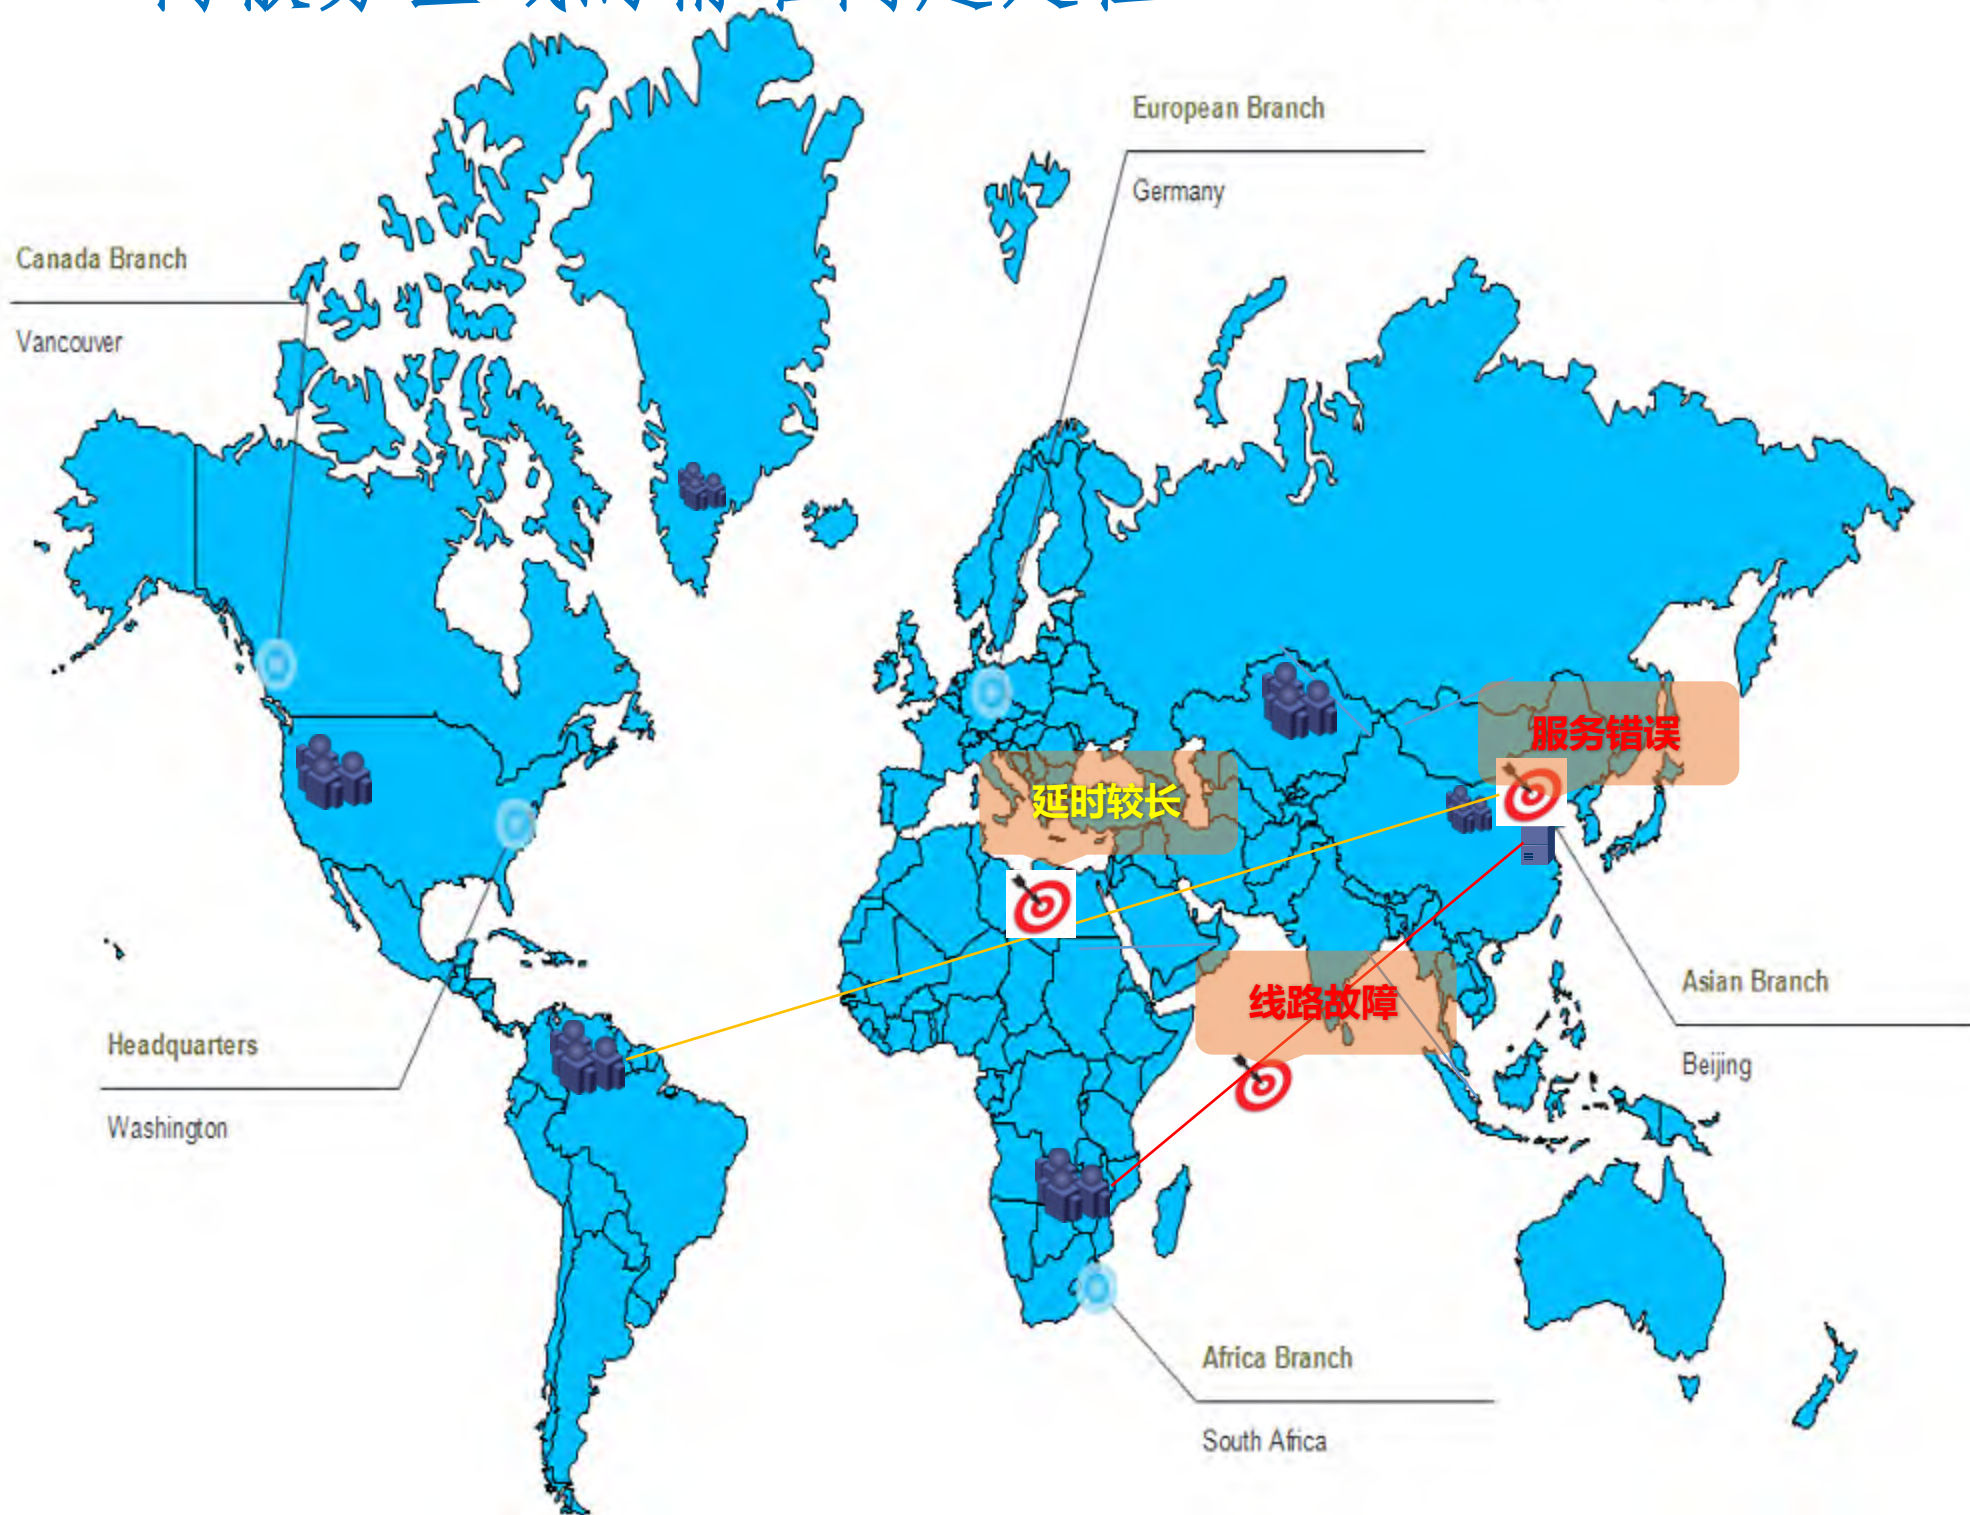 European Branch
Germany
Canada Branch
Vancouver
服务错误
延时较长
线路故障
Asian Branch
Beijing
Headquarters
Washington
Africa Branch
South Africa